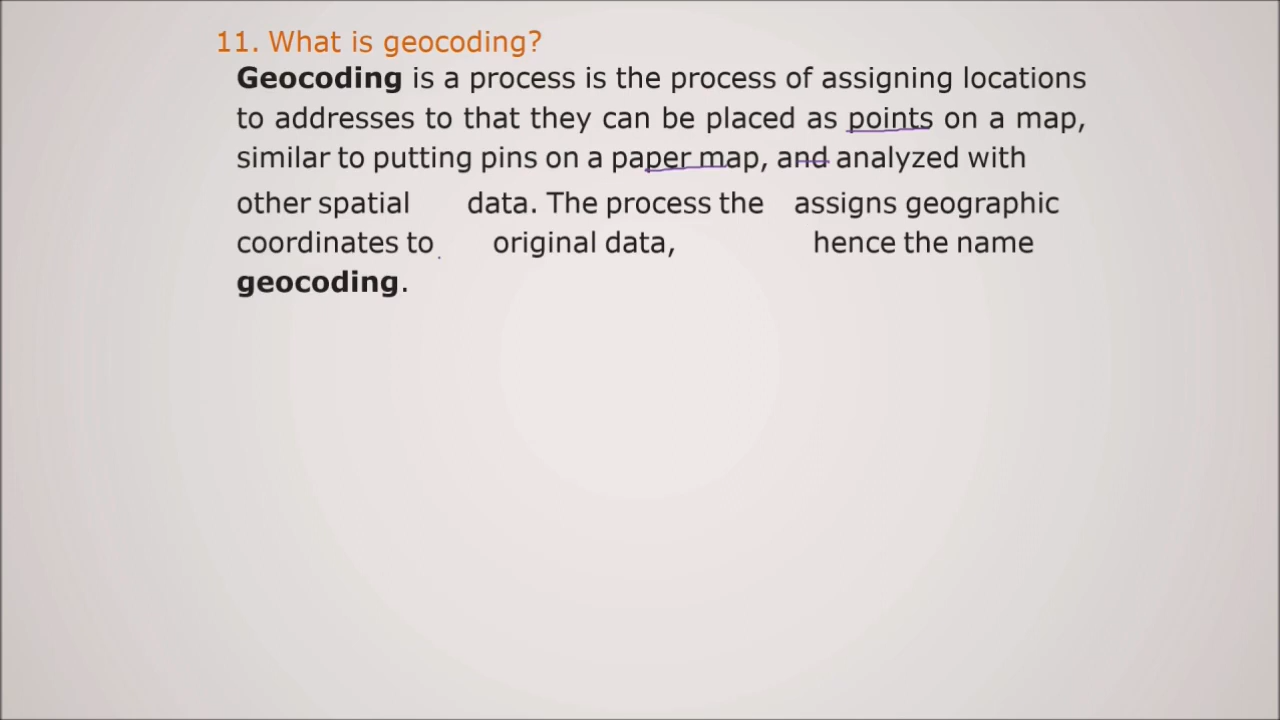 11. What is geocoding?
Geocoding is a process is the process of assigning locations
to addresses to that they can be placed as points on a map,
similar to putting pins on a paper map, and analyzed with
other spatial data. The process the assigns geographic
coordinates to original data, hence the name
geocoding.